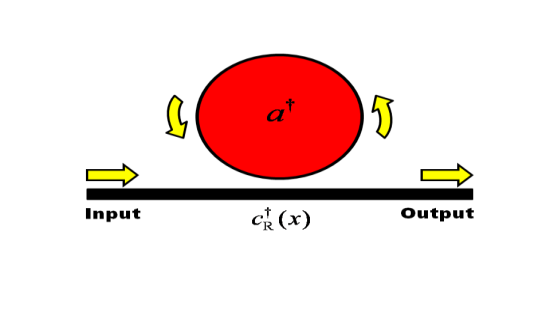 a†
Input
c†R(x)
Output